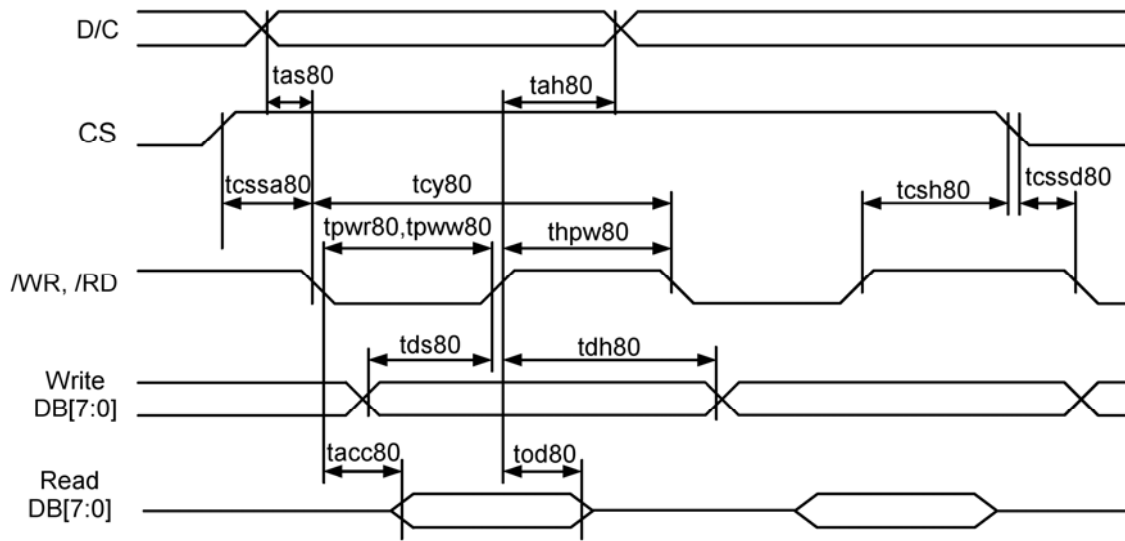 D/C
tas80
tah80
CS
tcssa80
tcy80
tcsh80
tcssd80
tpwr80,tpww80
thpw80
/WR, /RD
tds80
tdh80
Write
DB[7:0]
tacc80
tod80
Read
DB[7:0]